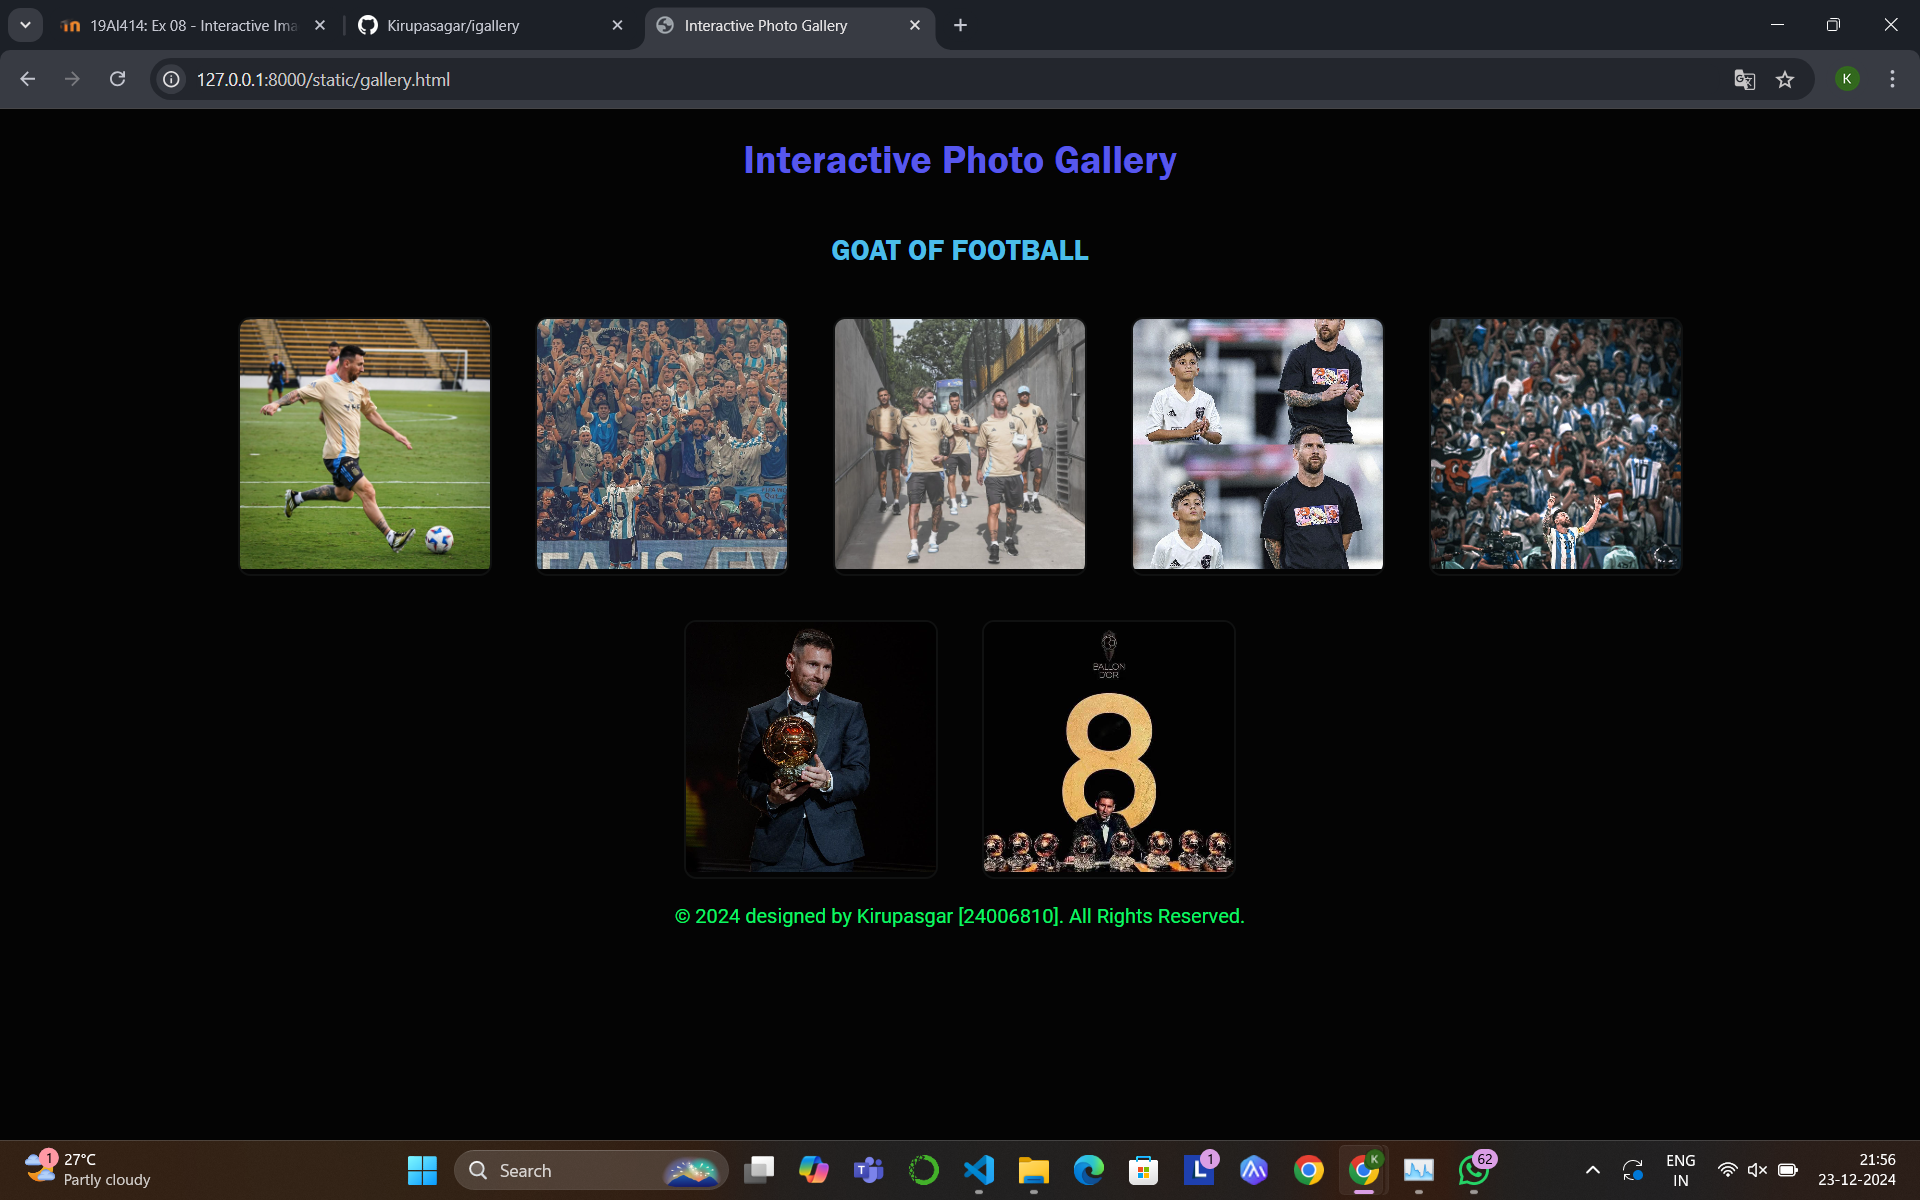 19AI414: Ex 08 - Interactive Ima
Kirupasagar/igallery
Interactive Photo Gallery
127.0.0.1:8000/static/gallery.html
K
Interactive Photo Gallery
GOAT OF FOOTBALL
10
19
BALLON
D'OR
8
© 2024 designed by Kirupasgar [24006810]. All Rights Reserved.
1
27°C
Partly cloudy
Search
L
1
K
62
ENG
IN
21:56
23-12-2024